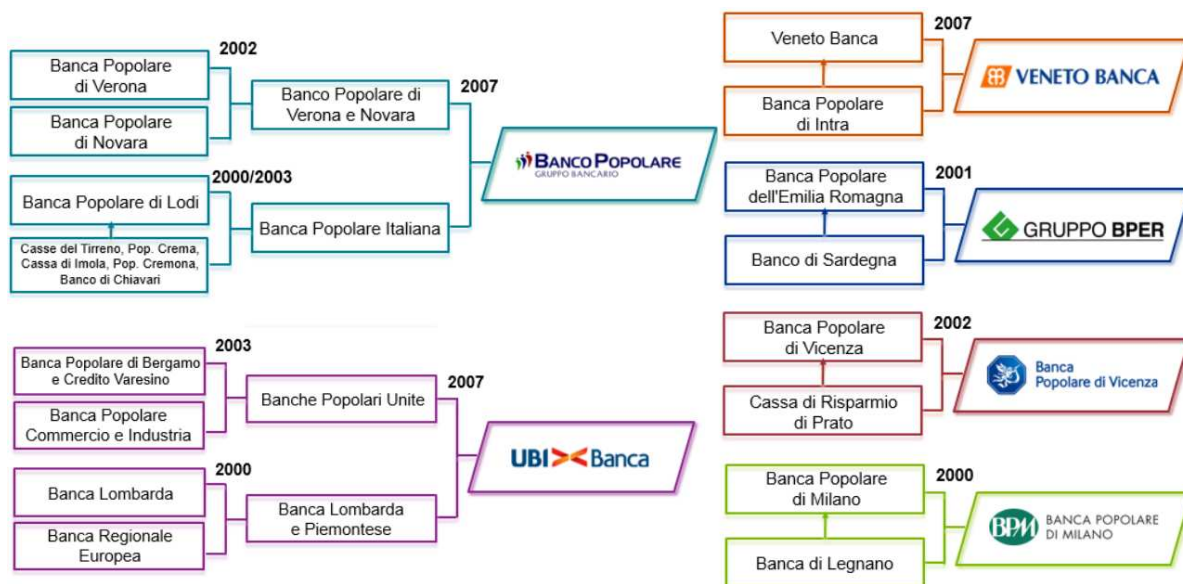 2002
Banca Popolare
di Verona
Banca Popolare
di Novara
Banco Popolare di
Verona e Novara
2007
BANCO POPOLARE
GRUPPO BANCARIO
2000/2003
Banca Popolare di Lodi
Casse del Tirreno, Pop. Crema,
Cassa di Imola, Pop. Cremona,
Banco di Chiavari
Banca Popolare Italiana
2003
Banca Popolare di Bergamo
e Credito Varesino
Banca Popolare
Commercio e Industria
Banche Popolari Unite
2007
UBI Banca
2000
Banca Lombarda
Banca Regionale
Europea
Banca Lombarda
e Piemontese
Veneto Banca
2007
Banca Popolare
di Intra
VENETO BANCA
Banca Popolare
dell'Emilia Romagna
2001
Banco di Sardegna
GRUPPO BPER
Banca Popolare
di Vicenza
2002
Cassa di Risparmio
di Prato
Banca
Popolare di Vicenza
Banca Popolare
di Milano
2000
Banca di Legnano
BPM
BANCA POPOLARE
DI MILANO